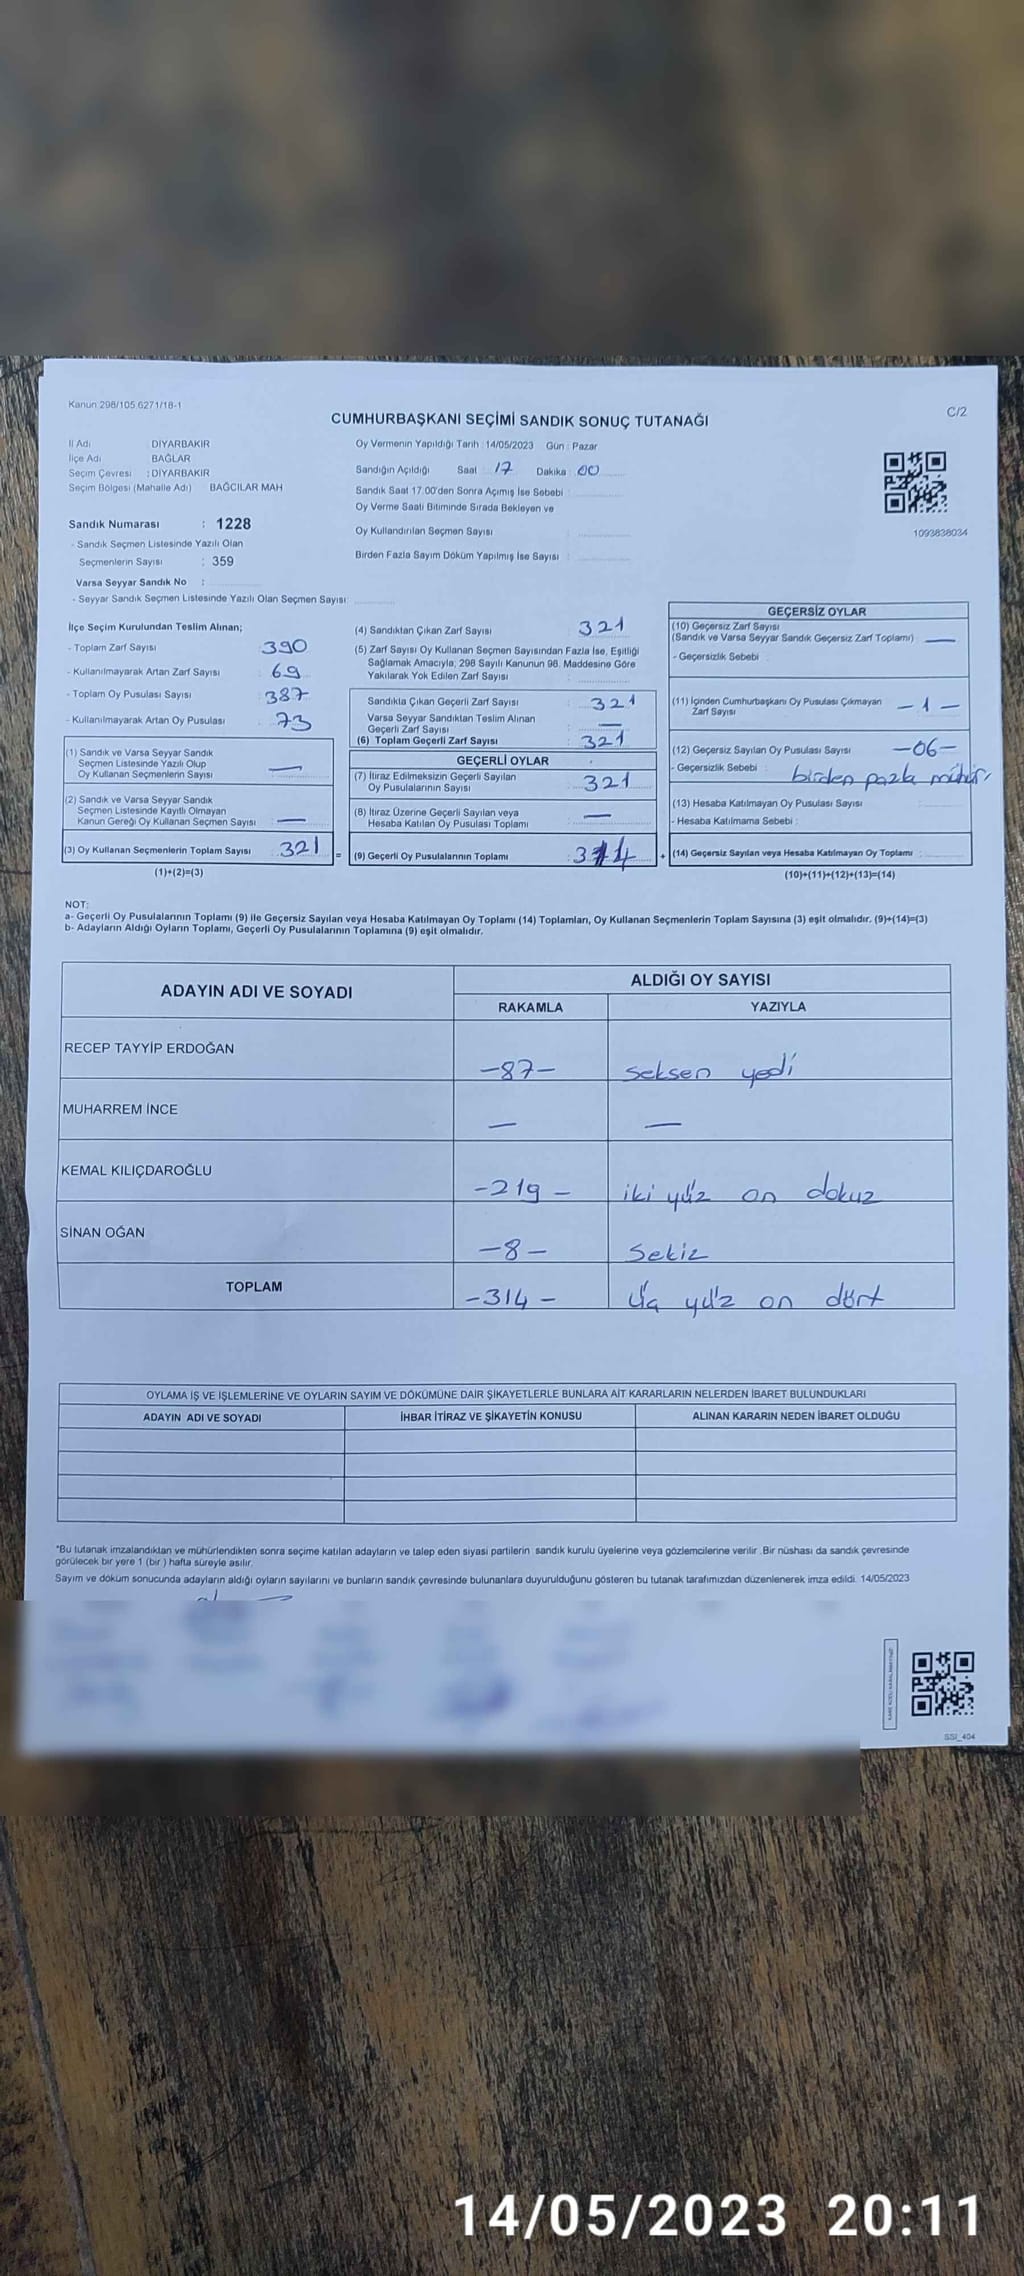 Kanun 298/105 6271/18-1
C/2
CUMHURBAŞKANI SEÇİMİ SANDIK SONUÇ TUTANAĞI
İl Adı : DİYARBAKIR
İlçe Adı : BAĞLAR
Seçim Çevresi : DİYARBAKIR
Seçim Bölgesi (Mahalle Adı) BAĞCILAR MAH
Sandık Numarası : 1228
- Sandık Seçmen Listesinde Yazılı Olan
Seçmenlerin Sayısı : 359
Varsa Seyyar Sandık No :
- Seyyar Sandık Seçmen Listesinde Yazılı Olan Seçmen Sayısı:
Oy Vermenin Yapıldığı Tarih : 14/05/2023 Gün : Pazar
Sandığın Açıldığı Saat : 17 Dakika : 00
Sandık Saat 17.00'den Sonra Açımış İse Sebebi :
Oy Verme Saati Bitiminde Sırada Bekleyen ve
Oy Kullandırılan Seçmen Sayısı :
Birden Fazla Sayım Döküm Yapılmış İse Sayısı :
1093838034
İlçe Seçim Kurulundan Teslim Alınan;
- Toplam Zarf Sayısı : 390
- Kullanılmayarak Artan Zarf Sayısı : 69
- Toplam Oy Pusulası Sayısı : 387
- Kullanılmayarak Artan Oy Pusulası : 73
(1) Sandık ve Varsa Seyyar Sandık
Seçmen Listesinde Yazılı Olup
Oy Kullanan Seçmenlerin Sayısı : —
(2) Sandık ve Varsa Seyyar Sandık
Seçmen Listesinde Kayıtlı Olmayan
Kanun Gereği Oy Kullanan Seçmen Sayısı : —
(3) Oy Kullanan Seçmenlerin Toplam Sayısı : 321 =
(1)+(2)=(3)
(4) Sandıktan Çıkan Zarf Sayısı : 321
(5) Zarf Sayısı Oy Kullanan Seçmen Sayısından Fazla İse, Eşitliği
Sağlamak Amacıyla; 298 Sayılı Kanunun 98. Maddesine Göre
Yakılarak Yok Edilen Zarf Sayısı :
Sandıkta Çıkan Geçerli Zarf Sayısı : 321
Varsa Seyyar Sandıktan Teslim Alınan
Geçerli Zarf Sayısı : —
(6) Toplam Geçerli Zarf Sayısı : 321
GEÇERLİ OYLAR
(7) İtiraz Edilmeksizin Geçerli Sayılan
Oy Pusulalarının Sayısı : 321
(8) İtiraz Üzerine Geçerli Sayılan veya
Hesaba Katılan Oy Pusulası Toplamı : —
(9) Geçerli Oy Pusulalarının Toplamı : 314 +
GEÇERSİZ OYLAR
(10) Geçersiz Zarf Sayısı
(Sandık ve Varsa Seyyar Sandık Geçersiz Zarf Toplamı) : —
- Geçersizlik Sebebi :
(11) İçinden Cumhurbaşkanı Oy Pusulası Çıkmayan
Zarf Sayısı : — 1 —
(12) Geçersiz Sayılan Oy Pusulası Sayısı : —06—
- Geçersizlik Sebebi : birden fazla mühür
(13) Hesaba Katılmayan Oy Pusulası Sayısı :
- Hesaba Katılmama Sebebi :
(14) Geçersiz Sayılan veya Hesaba Katılmayan Oy Toplamı :
(10)+(11)+(12)+(13)=(14)
NOT:
a- Geçerli Oy Pusulalarının Toplamı (9) ile Geçersiz Sayılan veya Hesaba Katılmayan Oy Toplamı (14) Toplamları, Oy Kullanan Seçmenlerin Toplam Sayısına (3) eşit olmalıdır. (9)+(14)=(3)
b- Adayların Aldığı Oyların Toplamı, Geçerli Oy Pusulalarının Toplamına (9) eşit olmalıdır.
ADAYIN ADI VE SOYADI ALDIĞI OY SAYISI
RAKAMLA YAZIYLA
RECEP TAYYİP ERDOĞAN —87— seksen yedi
MUHARREM İNCE — —
KEMAL KILIÇDAROĞLU —219— iki yüz on dokuz
SİNAN OĞAN —8— sekiz
TOPLAM —314— Üç yüz on dört
OYLAMA İŞ VE İŞLEMLERİNE VE OYLARIN SAYIM VE DÖKÜMÜNE DAİR ŞİKAYETLERLE BUNLARA AİT KARARLARIN NELERDEN İBARET BULUNDUKLARI
ADAYIN ADI VE SOYADI İHBAR İTİRAZ VE ŞİKAYETİN KONUSU ALINAN KARARIN NEDEN İBARET OLDUĞU
*Bu tutanak imzalandıktan ve mühürlendikten sonra seçime katılan adayların ve talep eden siyasi partilerin sandık kurulu üyelerine veya gözlemcilerine verilir. Bir nüshası da sandık çevresinde
görülecek bir yere 1 (bir ) hafta süreyle asılır.
Sayım ve döküm sonucunda adayların aldığı oyların sayılarını ve bunların sandık çevresinde bulunanlara duyurulduğunu gösteren bu tutanak tarafımızdan düzenlenerek imza edildi. 14/05/2023
SSI_404
14/05/2023 20:11